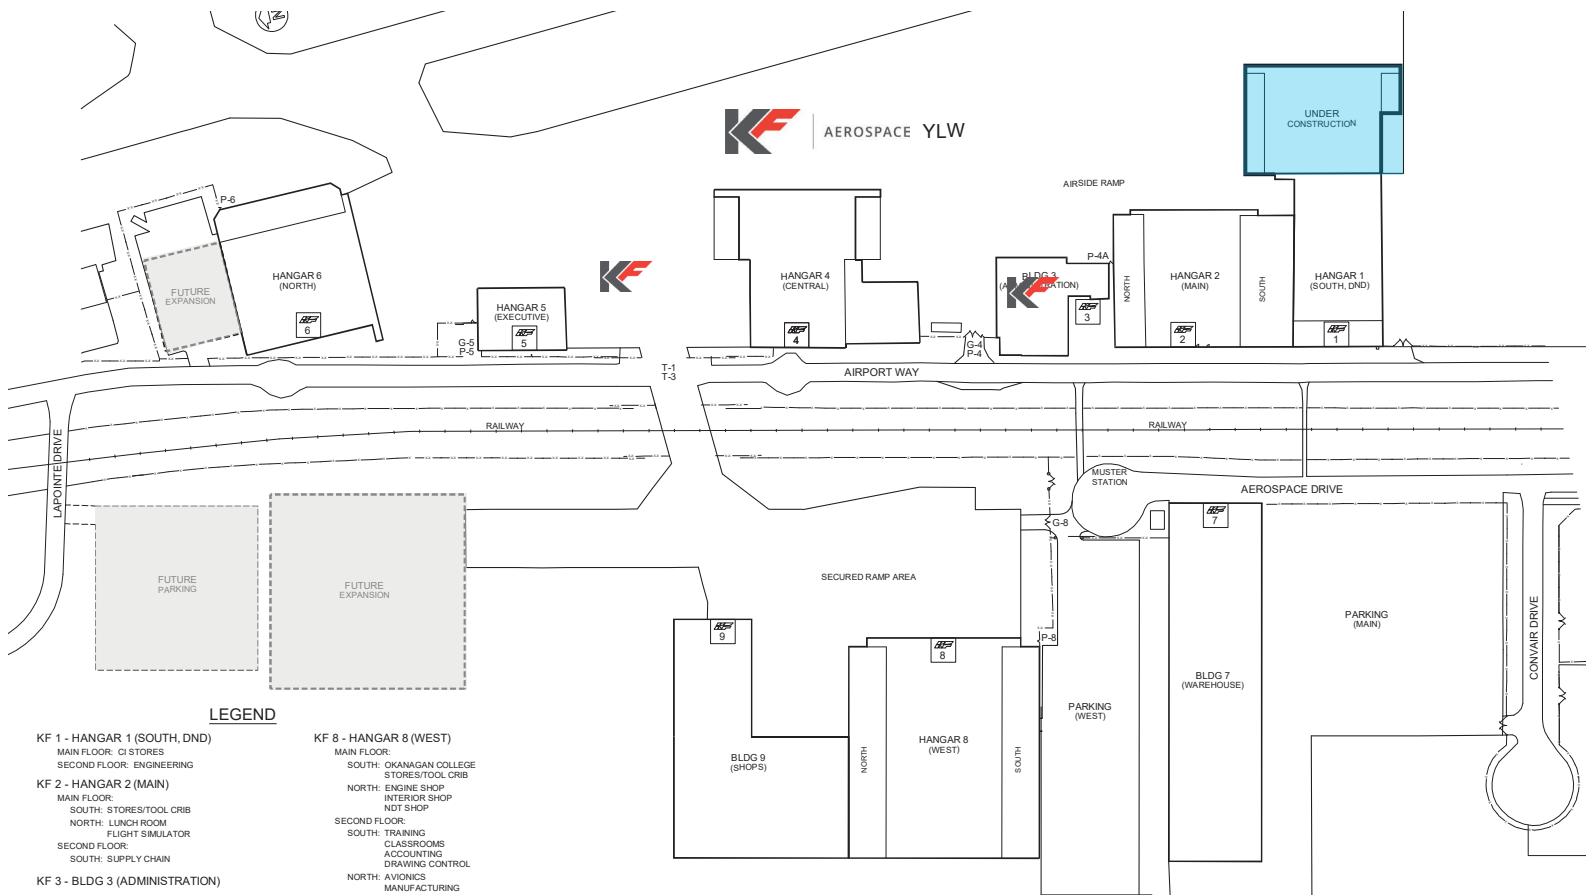 N
KF AEROSPACE YLW
UNDER
CONSTRUCTION
AIRSIDE RAMP
P-6
HANGAR 6
(NORTH)
FUTURE
EXPANSION
6
HANGAR 5
(EXECUTIVE)
5
G-5
P-5
KF
HANGAR 4
(CENTRAL)
4
G-4
P-4
BLDG 3
KF
3
P-4A
NORTH
HANGAR 2
(MAIN)
SOUTH
2
HANGAR 1
(SOUTH, DND)
1
T-1
T-3
AIRPORT WAY
RAILWAY
RAILWAY
LAPOINTE DRIVE
MUSTER
STATION
AEROSPACE DRIVE
G-8
7
FUTURE
PARKING
FUTURE
EXPANSION
SECURED RAMP AREA
P-8
9
8
BLDG 9
(SHOPS)
NORTH
HANGAR 8
(WEST)
SOUTH
PARKING
(WEST)
BLDG 7
(WAREHOUSE)
PARKING
(MAIN)
CONVAIR DRIVE
LEGEND
KF 1 - HANGAR 1 (SOUTH, DND)
MAIN FLOOR: CI STORES
SECOND FLOOR: ENGINEERING
KF 2 - HANGAR 2 (MAIN)
MAIN FLOOR:
SOUTH: STORES/TOOL CRIB
NORTH: LUNCH ROOM
FLIGHT SIMULATOR
SECOND FLOOR:
SOUTH: SUPPLY CHAIN
KF 3 - BLDG 3 (ADMINISTRATION)
KF 8 - HANGAR 8 (WEST)
MAIN FLOOR:
SOUTH: OKANAGAN COLLEGE
STORES/TOOL CRIB
NORTH: ENGINE SHOP
INTERIOR SHOP
NDT SHOP
SECOND FLOOR:
SOUTH: TRAINING
CLASSROOMS
ACCOUNTING
DRAWING CONTROL
NORTH: AVIONICS
MANUFACTURING